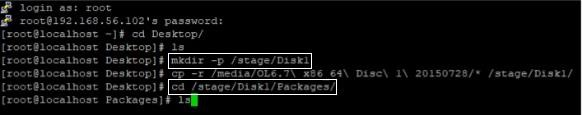 login as: root
root@192.168.56.102's password:
[root@localhost ~]# cd Desktop/
[root@localhost Desktop]# ls
[root@localhost Desktop]# mkdir -p /stage/Disk1
[root@localhost Desktop]# cp -r /media/OL6.7\ x86_64\ Disc\ 1\ 20150728/* /stage/Disk1/
[root@localhost Desktop]# cd /stage/Disk1/Packages/
[root@localhost Packages]# ls